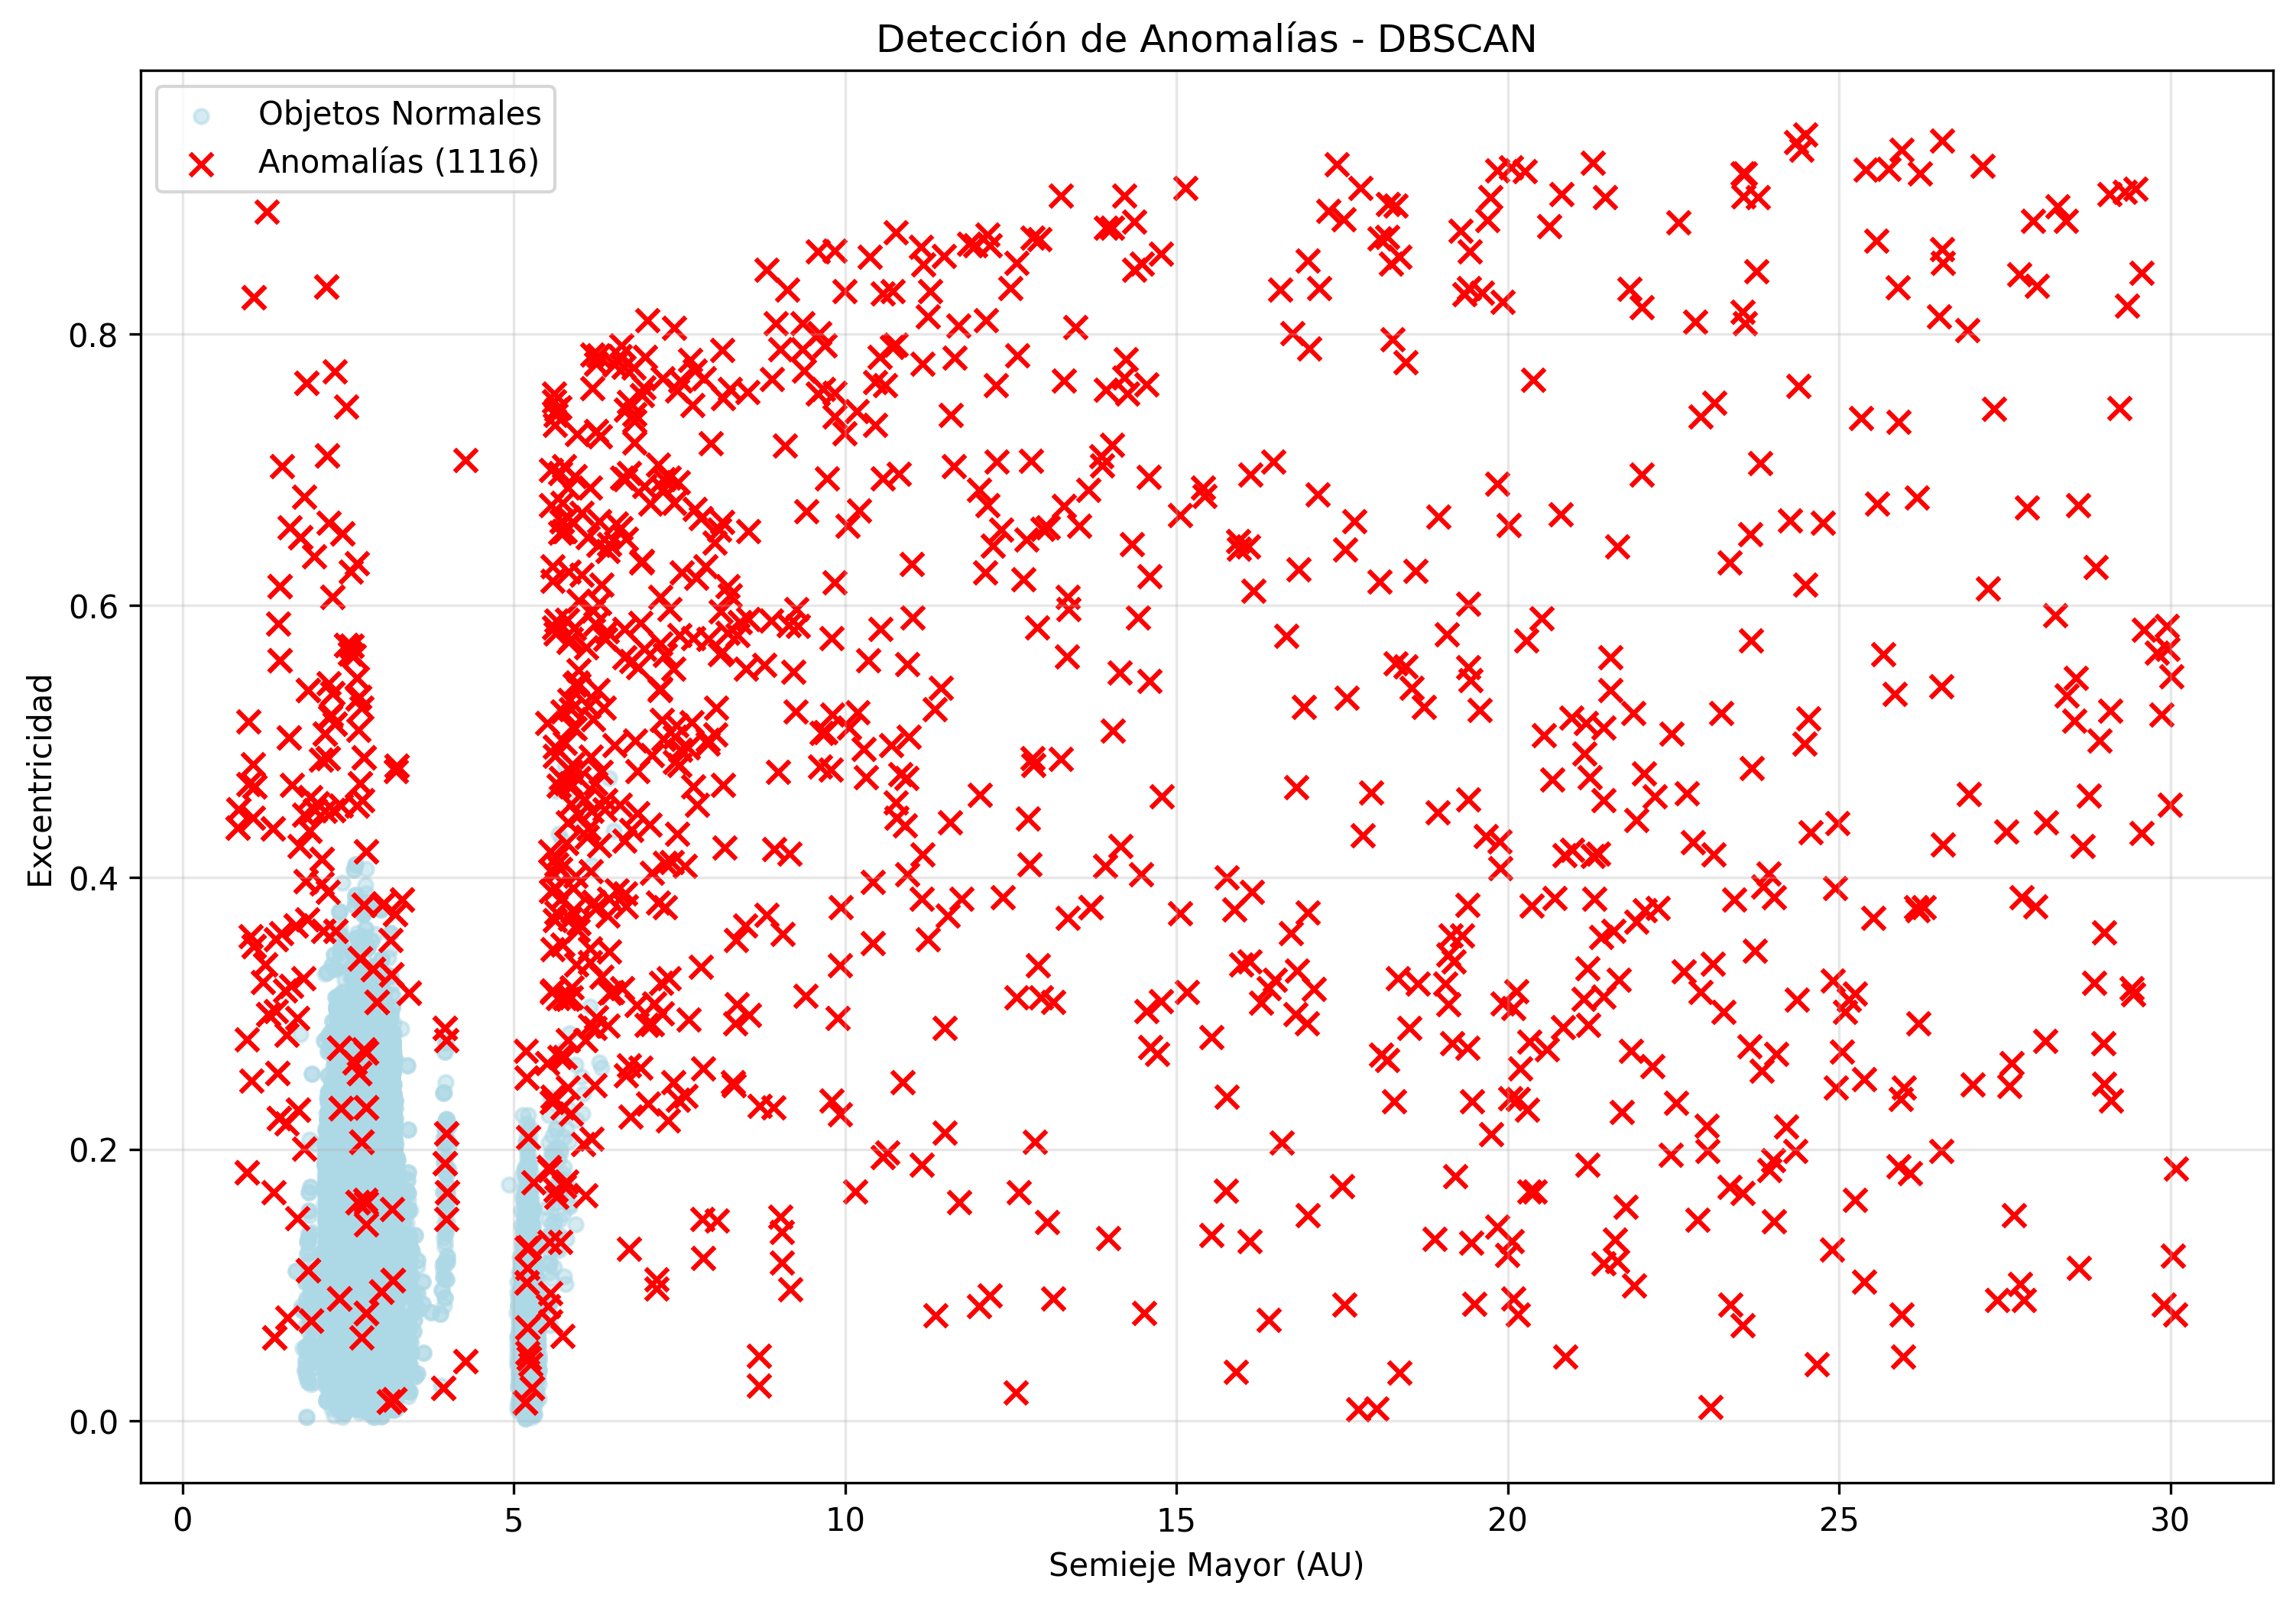 Detección de Anomalías - DBSCAN
Objetos Normales
Anomalías (1116)
Excentricidad
0.8
0.6
0.4
0.2
0.0
0 5 10 15 20 25 30
Semieje Mayor (AU)